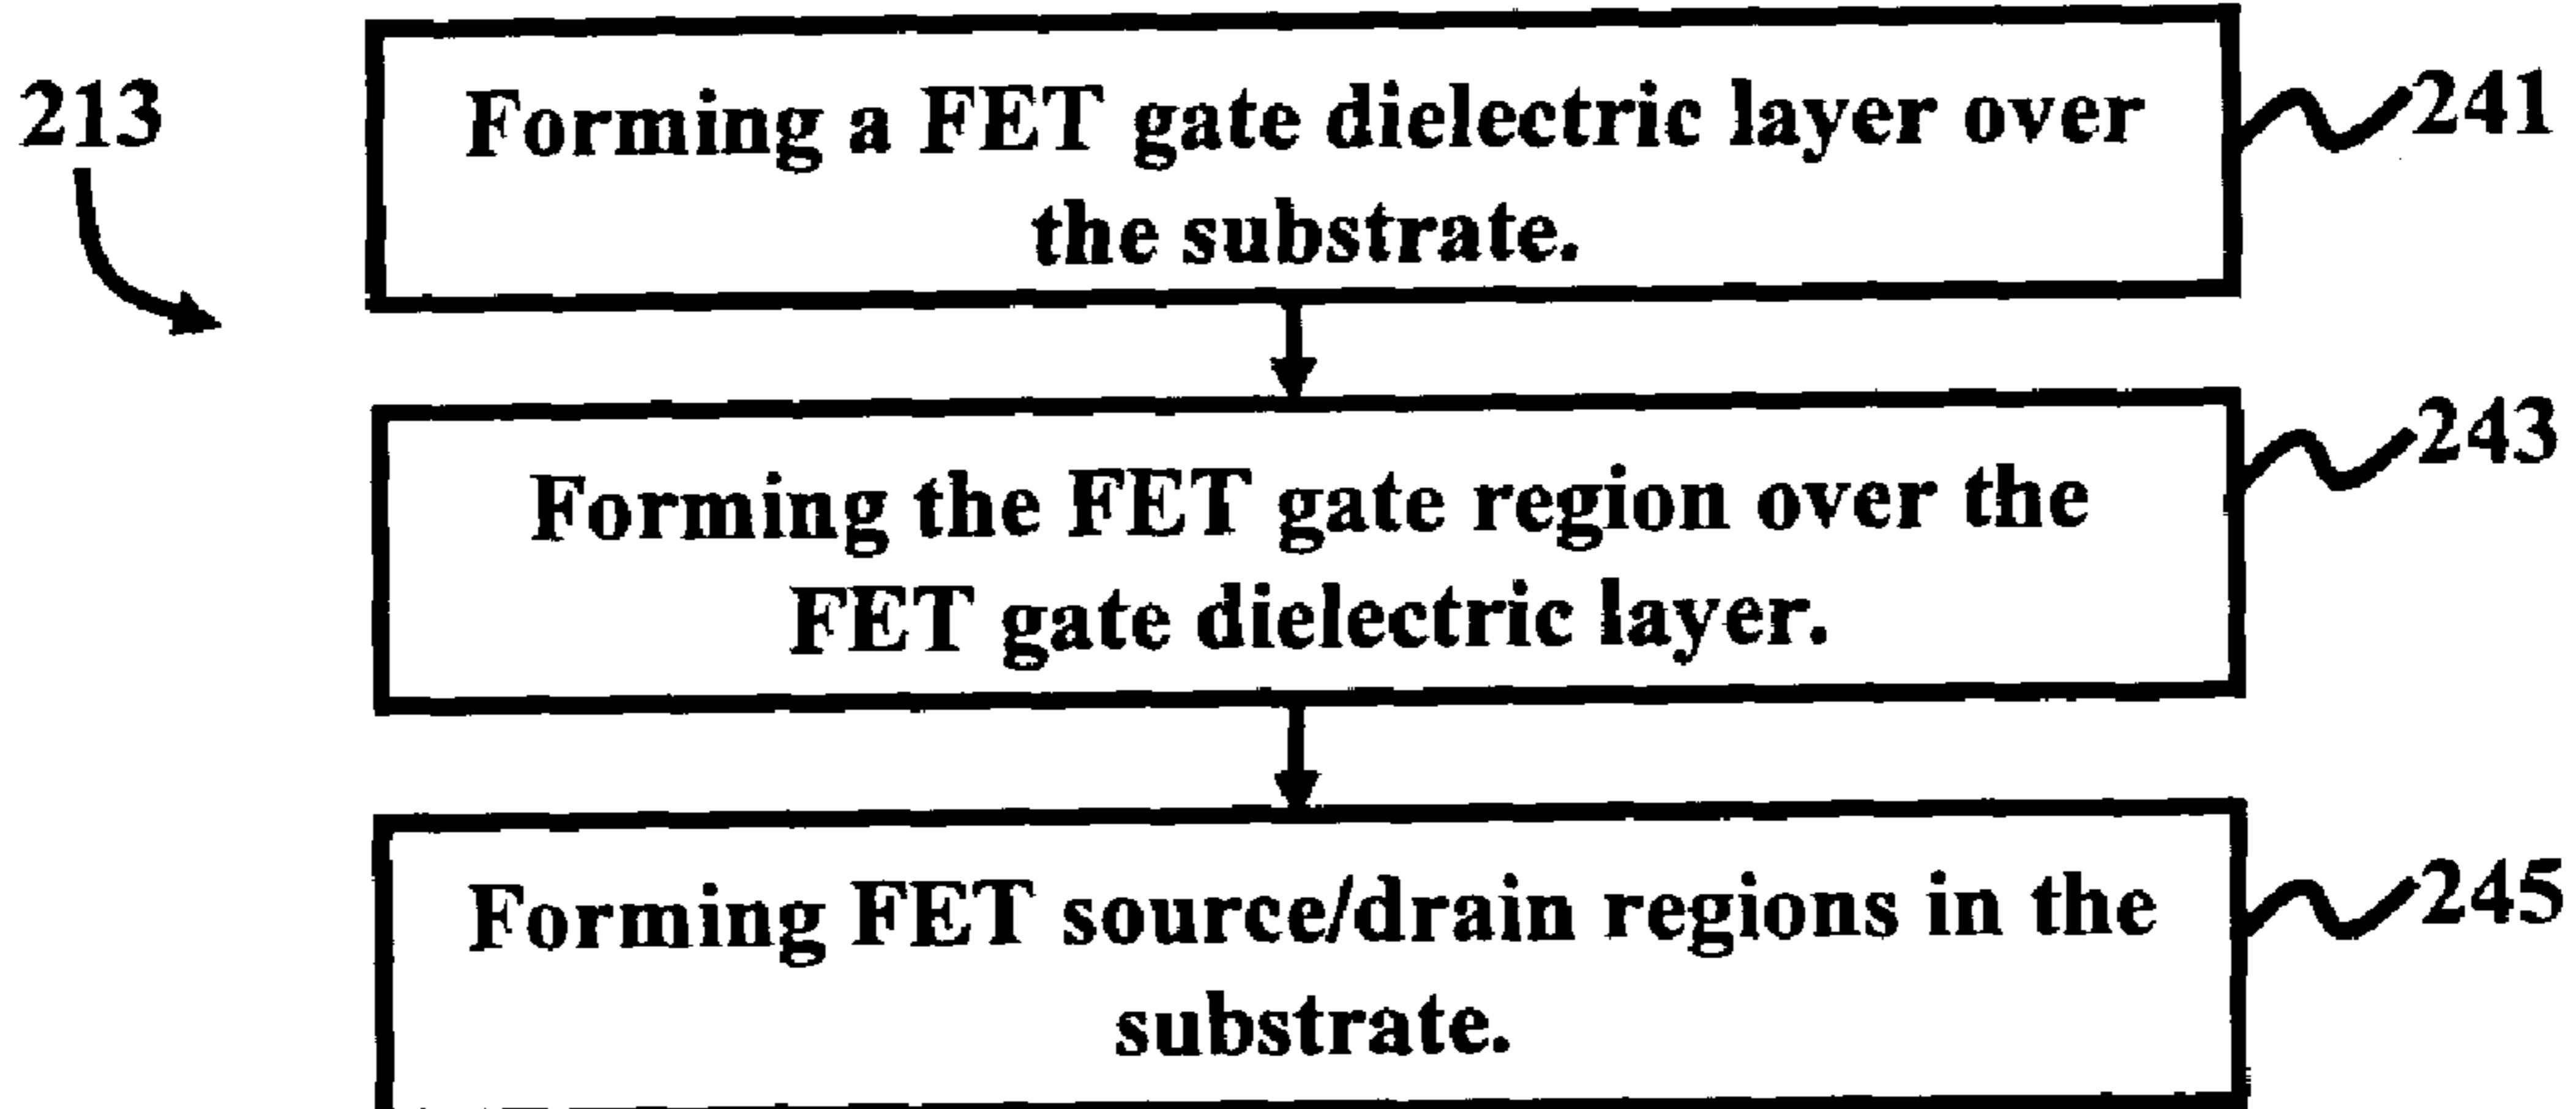 213
Forming a FET gate dielectric layer over
the substrate.
241
Forming the FET gate region over the
FET gate dielectric layer.
243
Forming FET source/drain regions in the
substrate.
245